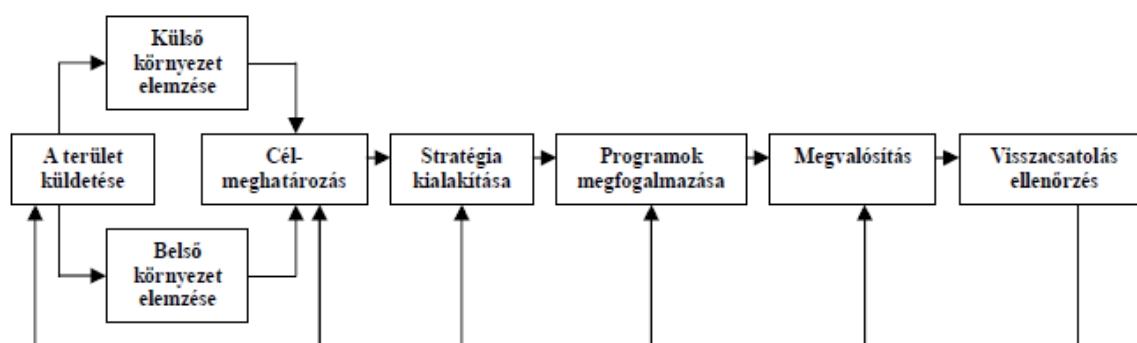 Külső
környezet
elemzése
A terület
küldetése
Cél-
meghatározás
Stratégia
kialakítása
Programok
megfogalmazása
Megvalósítás
Visszacsatolás
ellenőrzés
Belső
környezet
elemzése